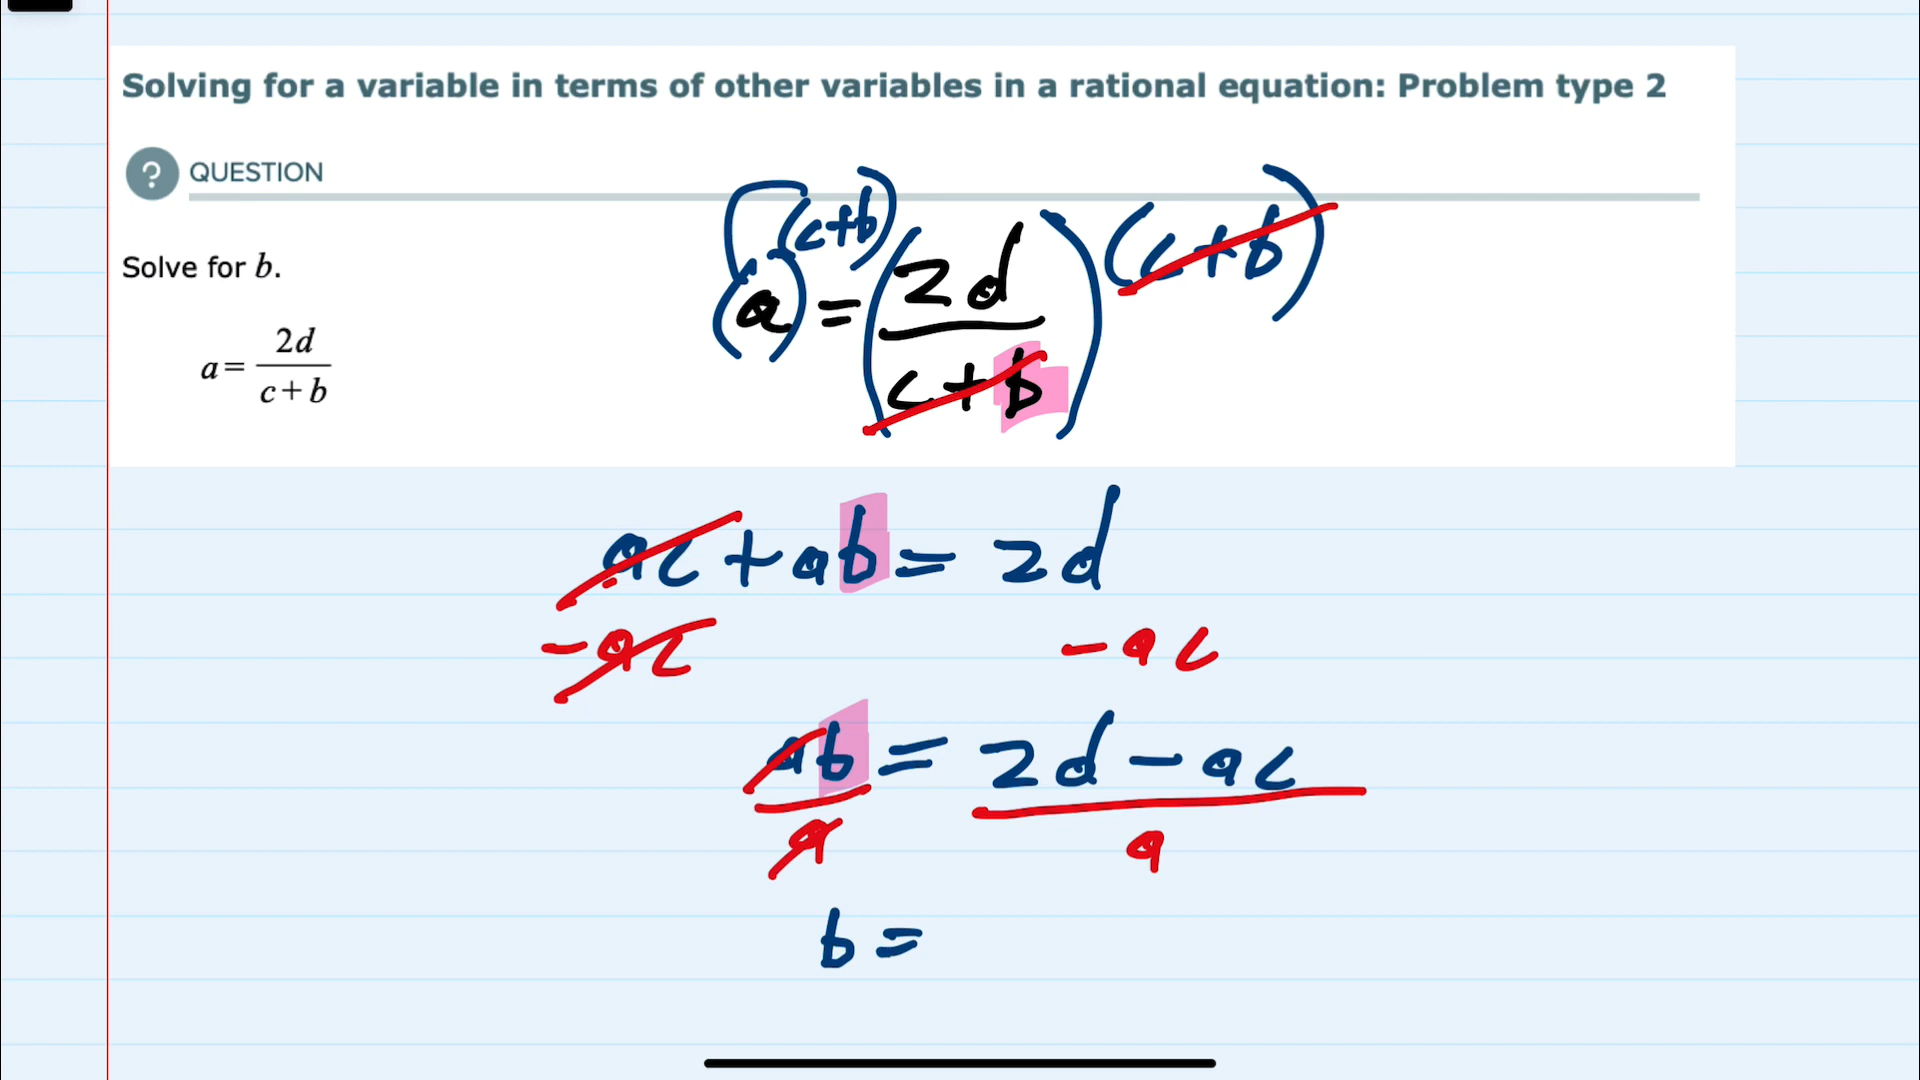 Solving for a variable in terms of other variables in a rational equation: Problem type 2
? QUESTION
Solve for b.
a = 2d / c + b
(a)(c+b) = (2d / c+b)(c+b)
ac + ab = 2d
-ac -ac
ab / a = 2d - ac / a
b =